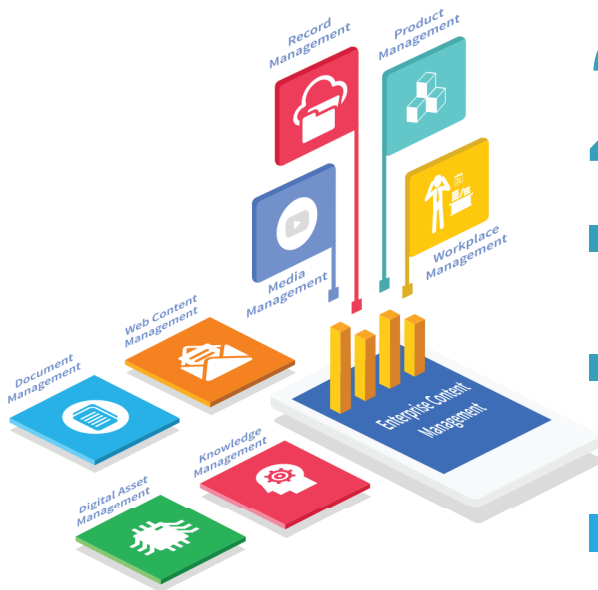 Record
Management
Product
Management
Media
Management
Workplace
Management
Web Content
Management
Document
Management
Knowledge
Management
Digital Asset
Management
Enterprise Content
Management